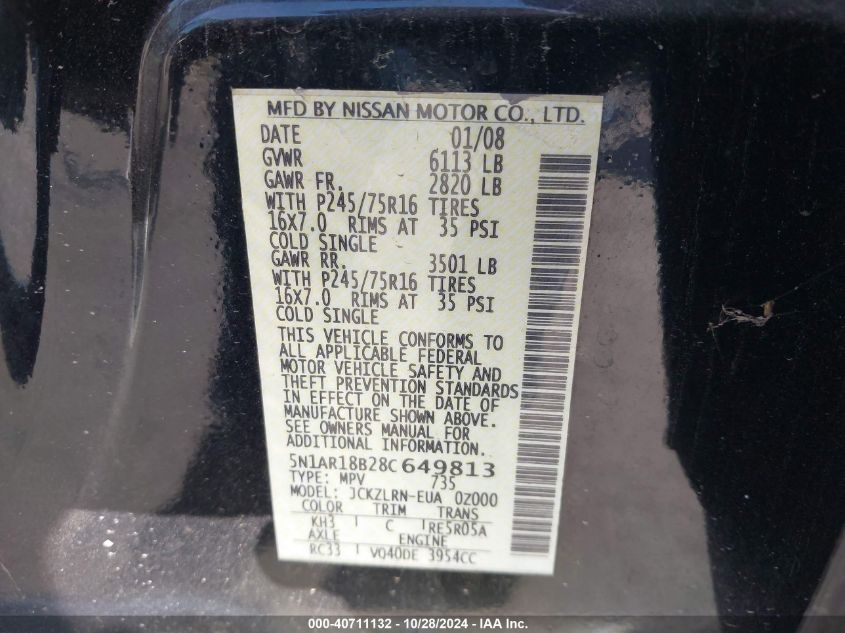 MFD BY NISSAN MOTOR CO., LTD.
DATE 01/08
GVWR 6113 LB
GAWR FR. 2820 LB
WITH P245/75R16 TIRES
16X7.0 RIMS AT 35 PSI
COLD SINGLE
GAWR RR. 3501 LB
WITH P245/75R16 TIRES
16X7.0 RIMS AT 35 PSI
COLD SINGLE
THIS VEHICLE CONFORMS TO
ALL APPLICABLE FEDERAL
MOTOR VEHICLE SAFETY AND
THEFT PREVENTION STANDARDS
IN EFFECT ON THE DATE OF
MANUFACTURE SHOWN ABOVE.
SEE OWNERS MANUAL FOR
ADDITIONAL INFORMATION.
5N1AR18B28C649813
TYPE: MPV 735
MODEL: JCKZLRN-EUA 0Z000
COLOR TRIM TRANS
KH3 C RE5R05A
AXLE ENGINE
RC33 VQ40DE 3954CC
000-40711132 - 10/28/2024 - IAA Inc.